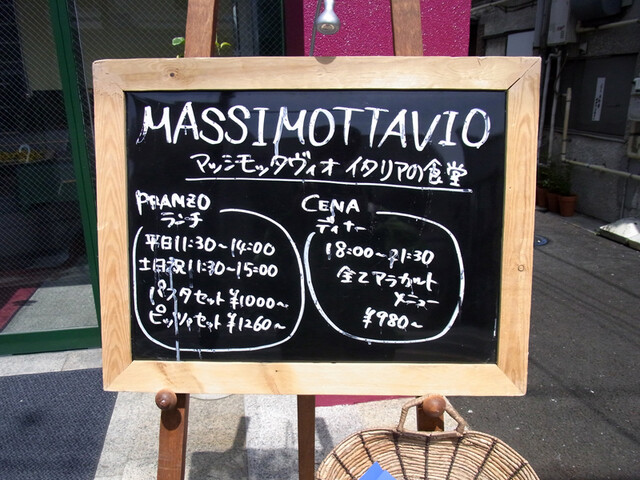 MASSIMOTTAVIO
マッシモッタヴィオ イタリアの食堂
PRANZO
ランチ
平日11:30〜14:00
土日祝11:30〜15:00
パスタセット ¥1000〜
ピッツァセット ¥1260〜
CENA
ディナー
18:00〜21:30
全てアラカルト
メニュー
¥980〜